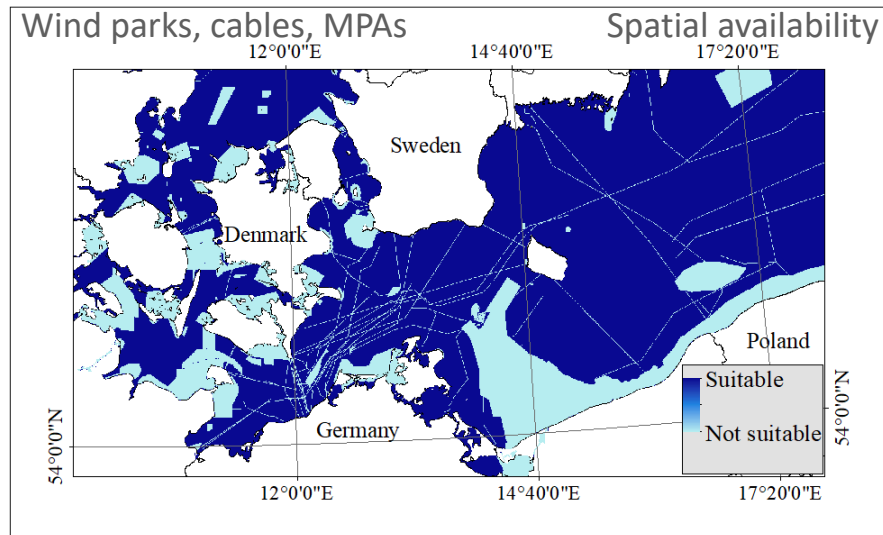 Wind parks, cables, MPAs
Spatial availability
12°0'0"E
14°40'0"E
17°20'0"E
Sweden
Denmark
Poland
Suitable
Not suitable
Germany
54°0'0"N
54°0'0"N
12°0'0"E
14°40'0"E
17°20'0"E